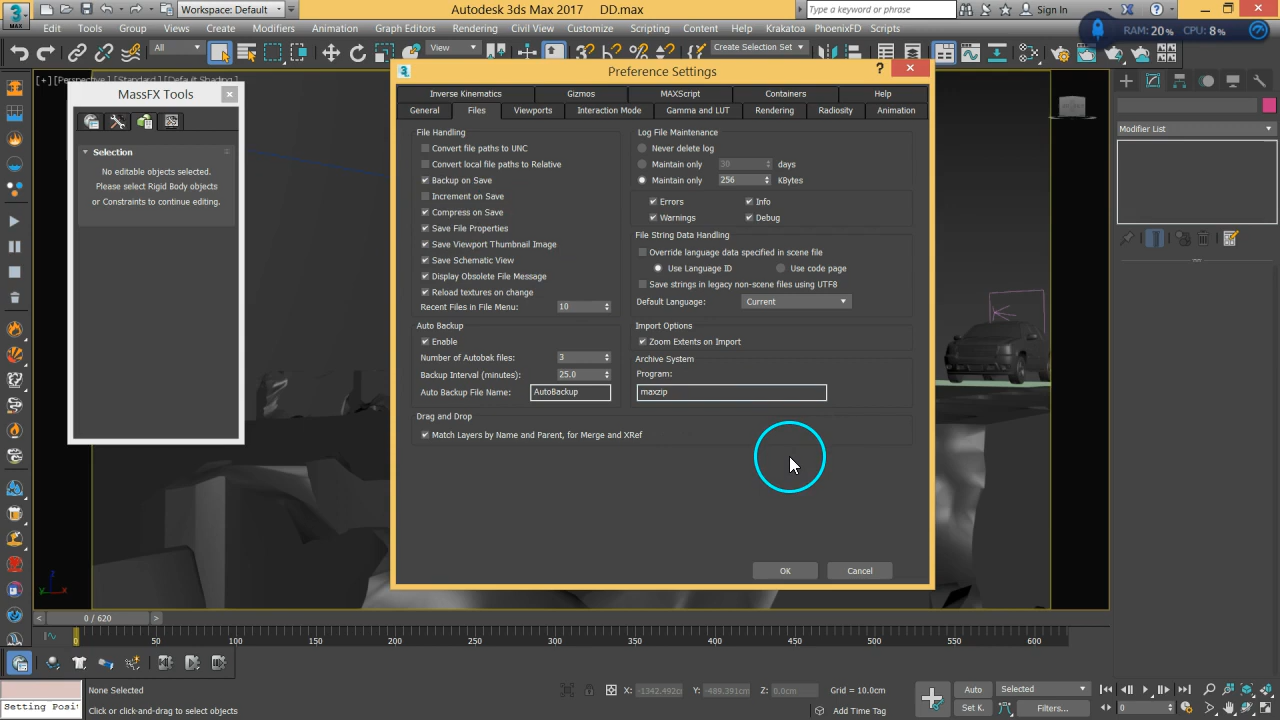 MAX
Workspace: Default
Autodesk 3ds Max 2017
DD.max
Type a keyword or phrase
Sign In
Edit Tools Group Views Create Modifiers Animation Graph Editors Rendering Civil View Customize Scripting Content Help Krakatoa PhoenixFD Scripts
RAM: 20% CPU: 8%
All
View
Create Selection Set
[+] [Perspective] [Standard] [Default Shading]
MassFX Tools
Selection
No editable objects selected.
Please select Rigid Body objects
or Constraints to continue editing.
Preference Settings
?
Inverse Kinematics Gizmos MAXScript Containers Help
General Files Viewports Interaction Mode Gamma and LUT Rendering Radiosity Animation
File Handling
Convert file paths to UNC
Convert local file paths to Relative
Backup on Save
Increment on Save
Compress on Save
Save File Properties
Save Viewport Thumbnail Image
Save Schematic View
Display Obsolete File Message
Reload textures on change
Recent Files in File Menu: 10
Auto Backup
Enable
Number of Autobak files: 3
Backup Interval (minutes): 25.0
Auto Backup File Name: AutoBackup
Drag and Drop
Match Layers by Name and Parent, for Merge and XRef
Log File Maintenance
Never delete log
Maintain only 30 days
Maintain only 256 KBytes
Errors Info
Warnings Debug
File String Data Handling
Override language data specified in scene file
Use Language ID Use code page
Save strings in legacy non-scene files using UTF8
Default Language: Current
Import Options
Zoom Extents on Import
Archive System
Program:
maxzip
OK Cancel
Modifier List
z
x
0 / 620
0 50 100 150 200 250 300 350 400 450 500 550 600
None Selected
X: -1342.492c Y: -489.391cm Z: 0.0cm Grid = 10.0cm
Auto Selected
Setting Posit
Click or click-and-drag to select objects
Add Time Tag
Set K. Filters...
0